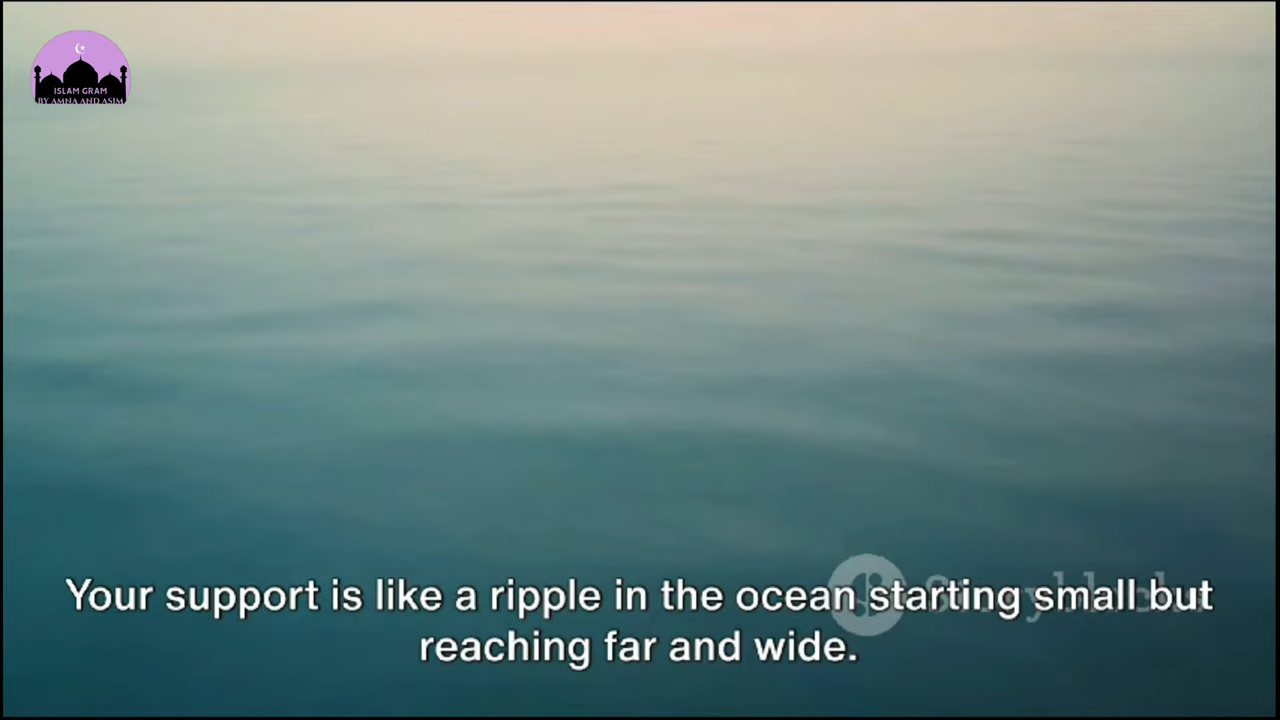 ISLAM GRAM
BY AMNA AND ASIM
Your support is like a ripple in the ocean starting small but
reaching far and wide.